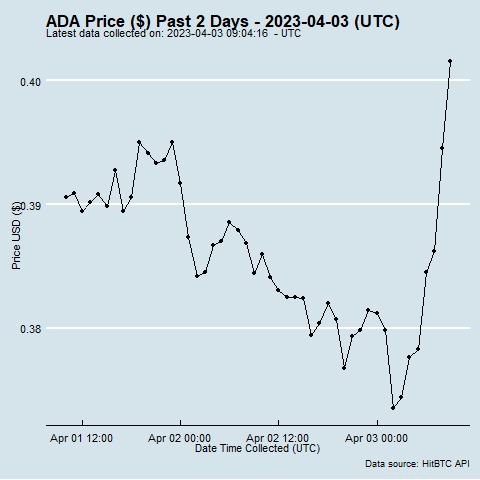 ADA Price ($) Past 2 Days - 2023-04-03 (UTC)
Latest data collected on: 2023-04-03 09:04:16  - UTC
0.40
0.39
0.38
Price USD ($)
Apr 01 12:00
Apr 02 00:00
Apr 02 12:00
Apr 03 00:00
Date Time Collected (UTC)
Data source: HitBTC API